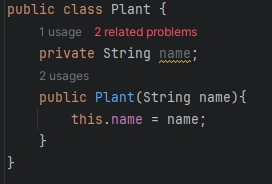 public class Plant {
1 usage 2 related problems
private String name;
2 usages
public Plant(String name){
this.name = name;
}
}